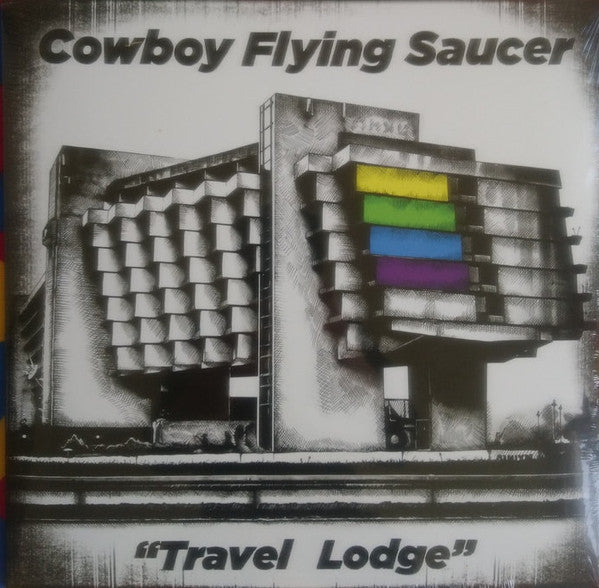 Cowboy Flying Saucer
“Travel Lodge”